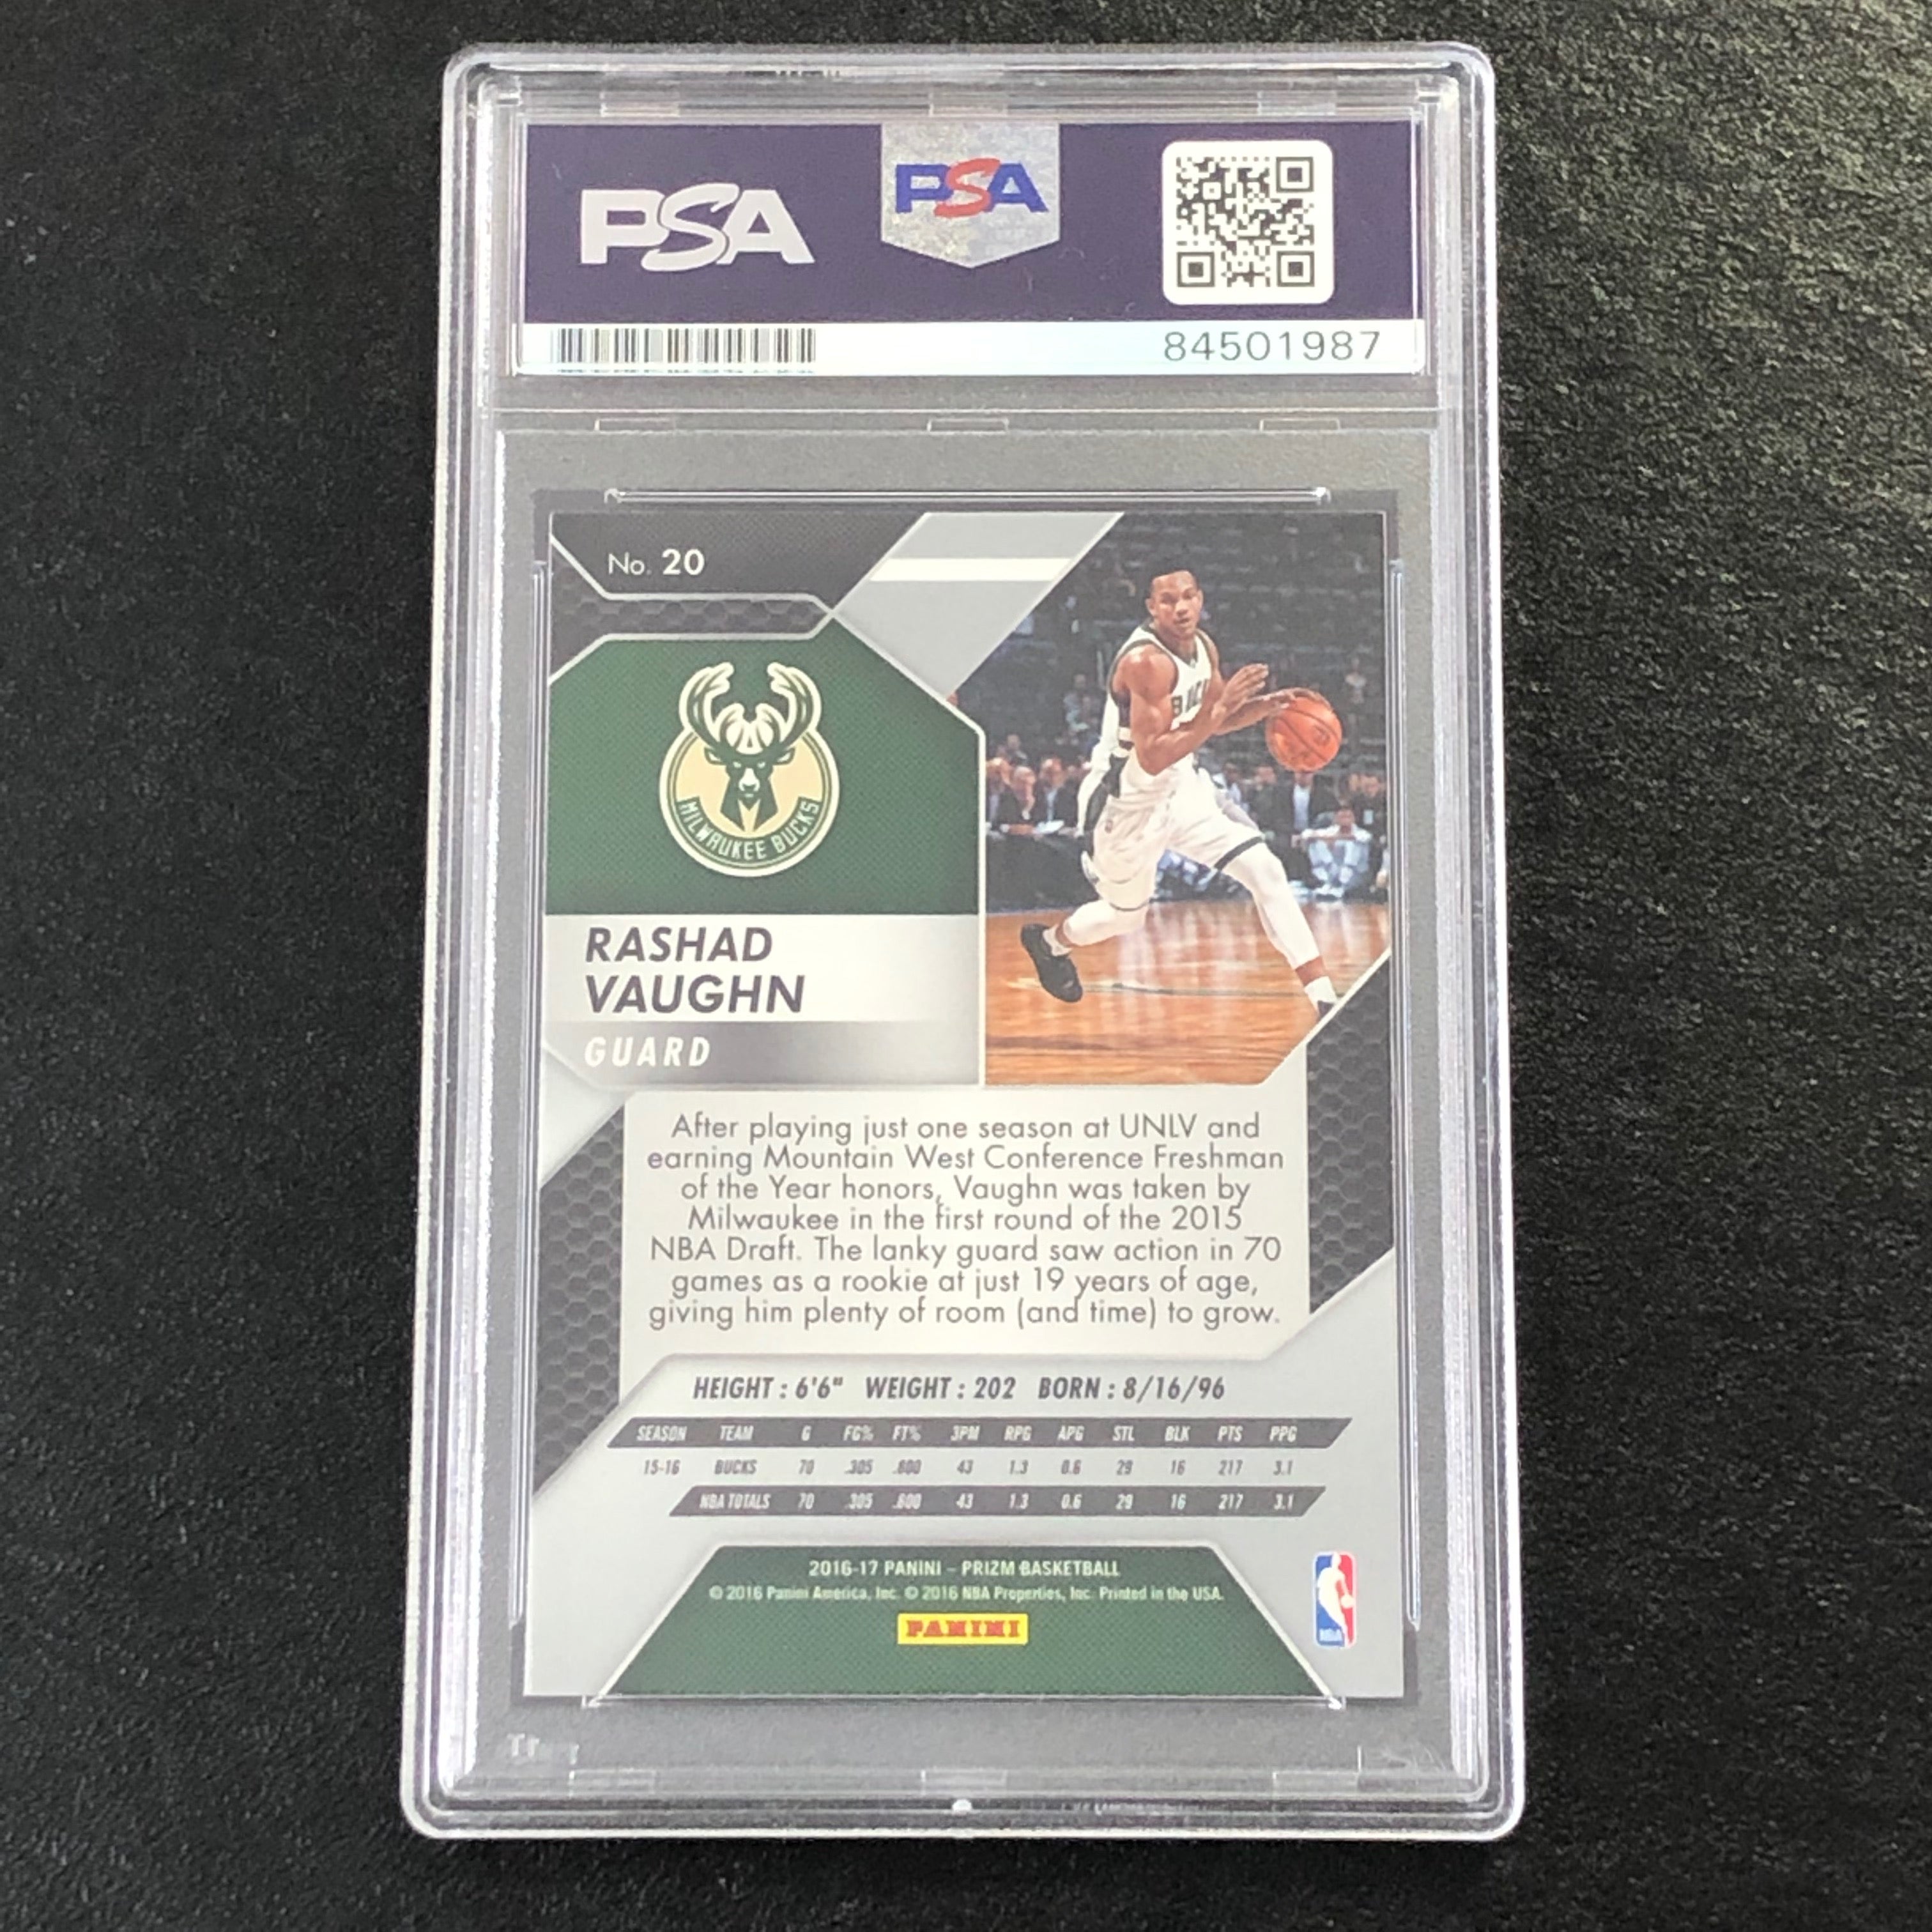 PSA
PSA
84501987
No. 20
MILWAUKEE BUCKS
BUC
RASHAD
VAUGHN
GUARD
After playing just one season at UNLV and
earning Mountain West Conference Freshman
of the Year honors, Vaughn was taken by
Milwaukee in the first round of the 2015
NBA Draft. The lanky guard saw action in 70
games as a rookie at just 19 years of age,
giving him plenty of room (and time) to grow.
HEIGHT : 6'6" WEIGHT : 202 BORN : 8/16/96
SEASON TEAM G FG% FT% 3PM RPG APG STL BLK PTS PPG
15-16 BUCKS 70 .305 .800 43 1.3 0.6 29 16 217 3.1
NBA TOTALS 70 .305 .800 43 1.3 0.6 29 16 217 3.1
2016-17 PANINI – PRIZM BASKETBALL
© 2016 Panini America, Inc. © 2016 NBA Properties, Inc. Printed in the USA.
PANINI
NBA